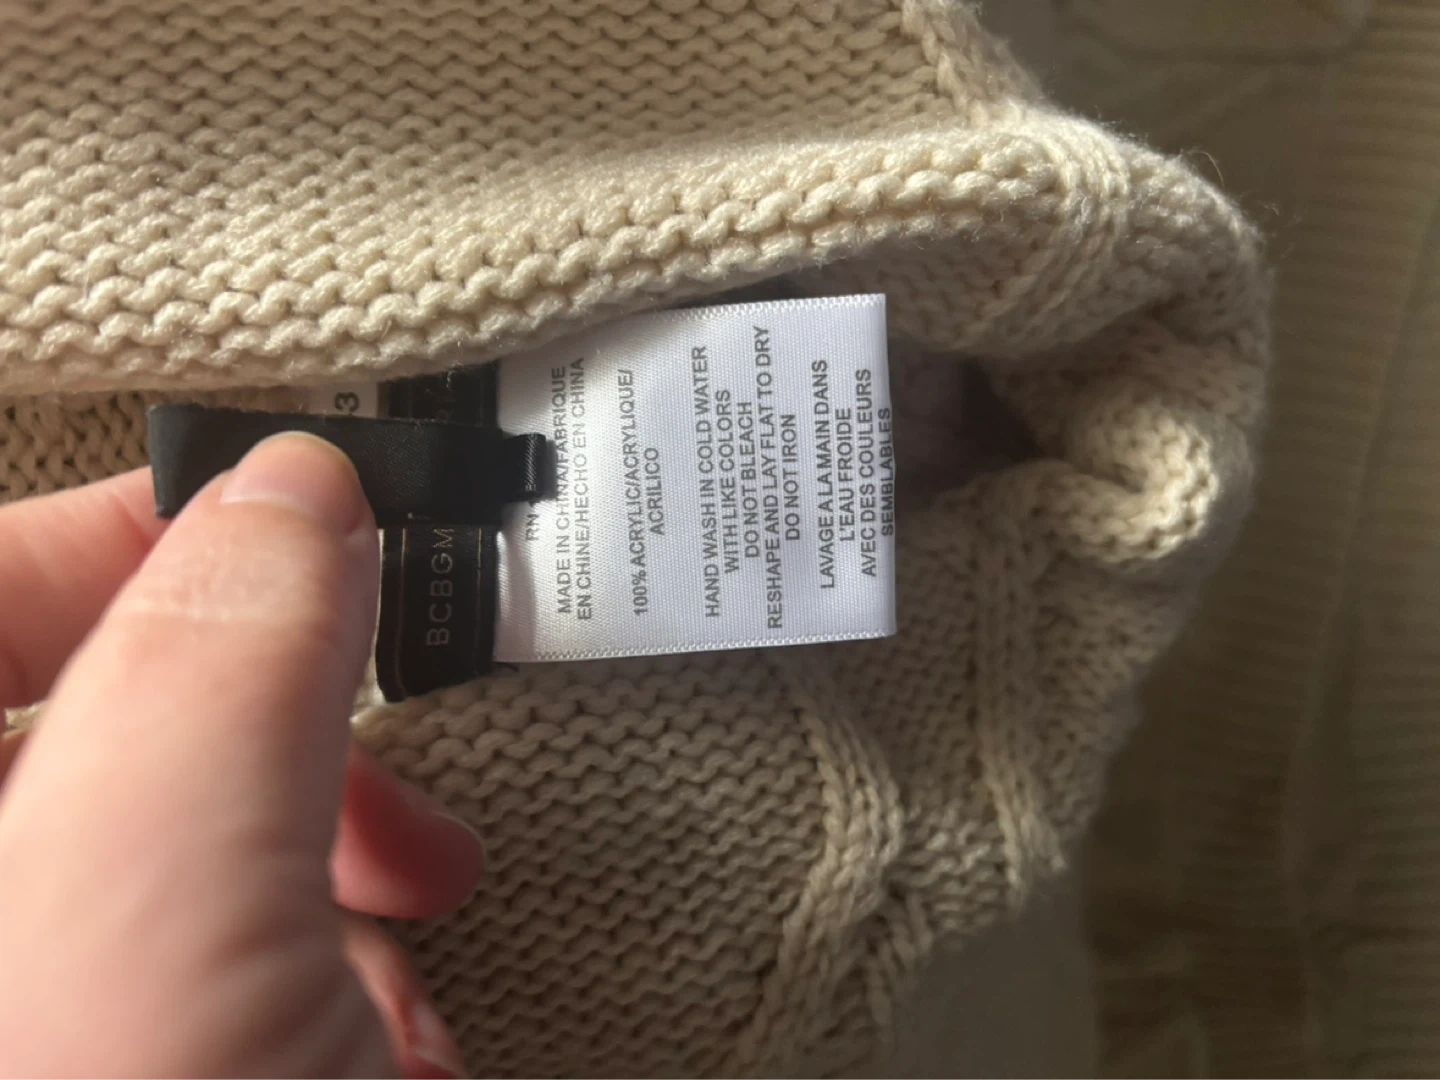 BCBGM
RN
MADE IN CHINA/FABRIQUE
EN CHINE/HECHO EN CHINA
100% ACRYLIC/ACRYLIQUE/
ACRILICO
HAND WASH IN COLD WATER
WITH LIKE COLORS
DO NOT BLEACH
RESHAPE AND LAY FLAT TO DRY
DO NOT IRON
LAVAGE A LA MAIN DANS
L'EAU FROIDE
AVEC DES COULEURS
SEMBLABLES
3